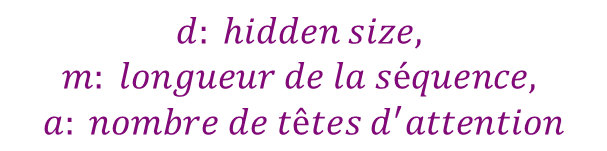 d: hidden size,
m: longueur de la séquence,
a: nombre de têtes d′attention